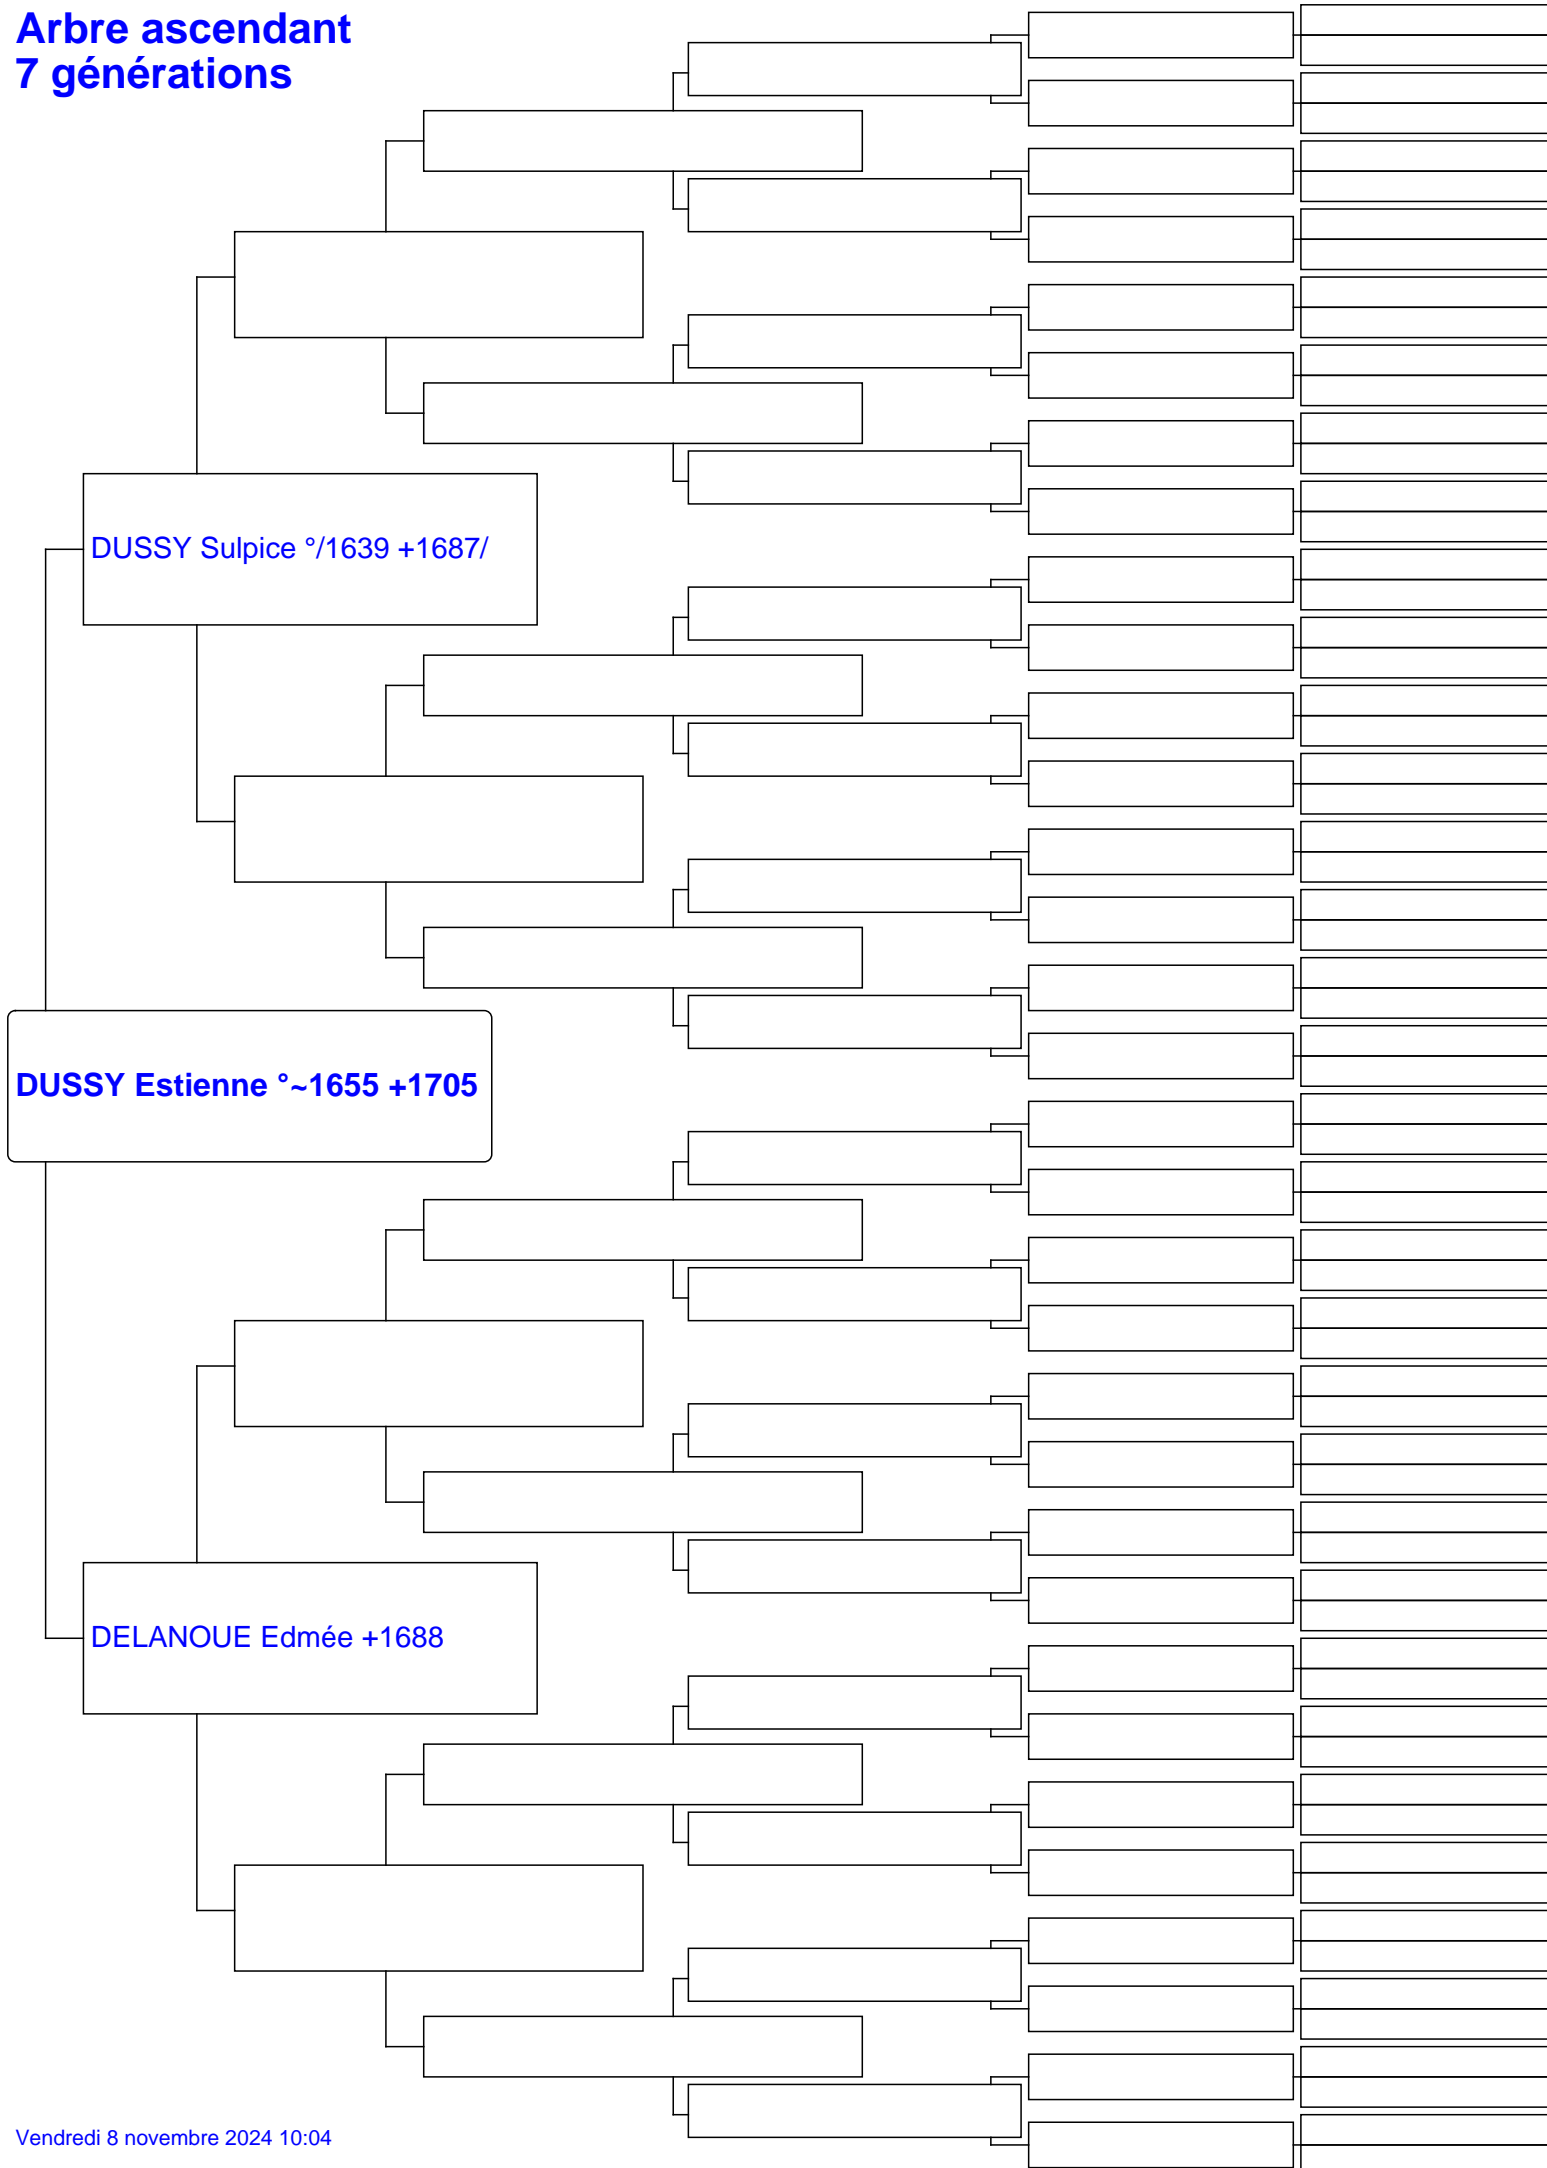 Arbre ascendant
7 générations
DUSSY Sulpice °/1639 +1687/
DUSSY Estienne °~1655 +1705
DELANOUE Edmée +1688
Vendredi 8 novembre 2024 10:04